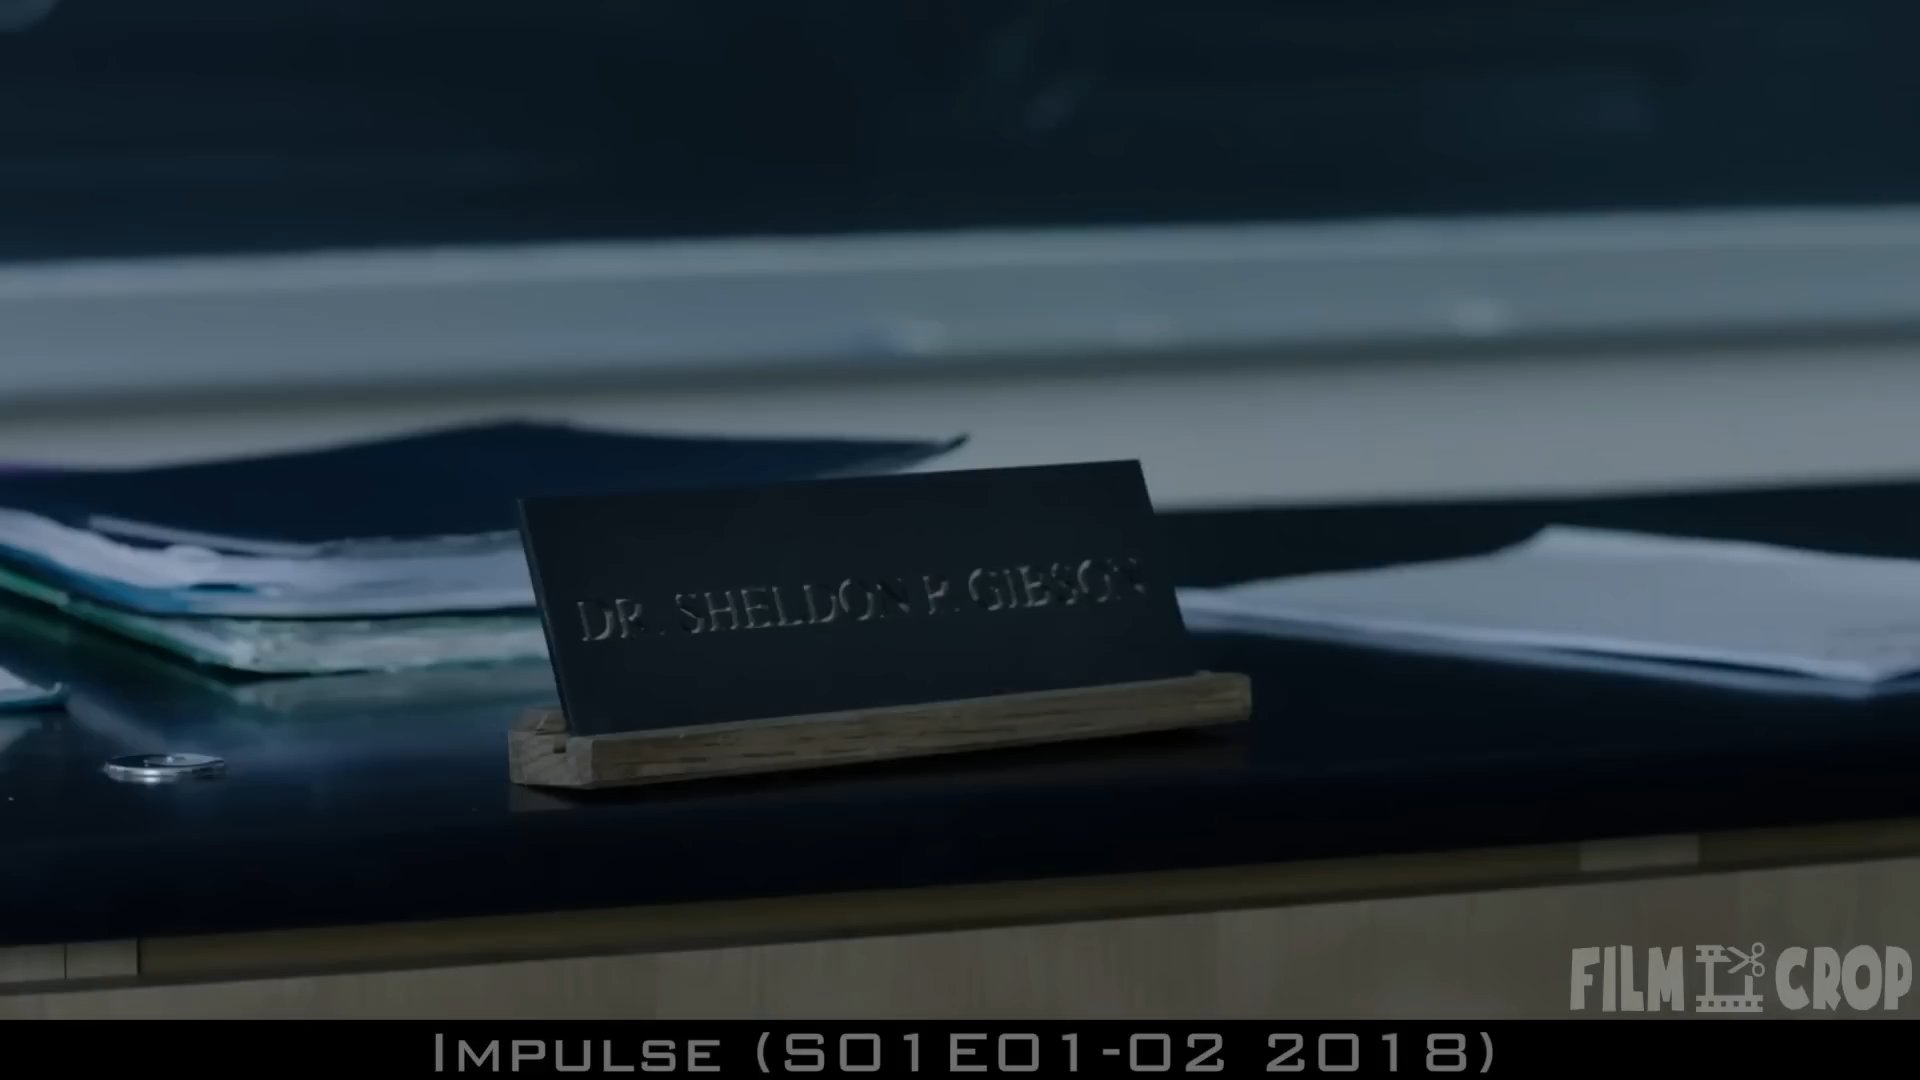 DR. SHELDON P. GIBSON
FILM CROP
IMPULSE (S01E01-02 2018)